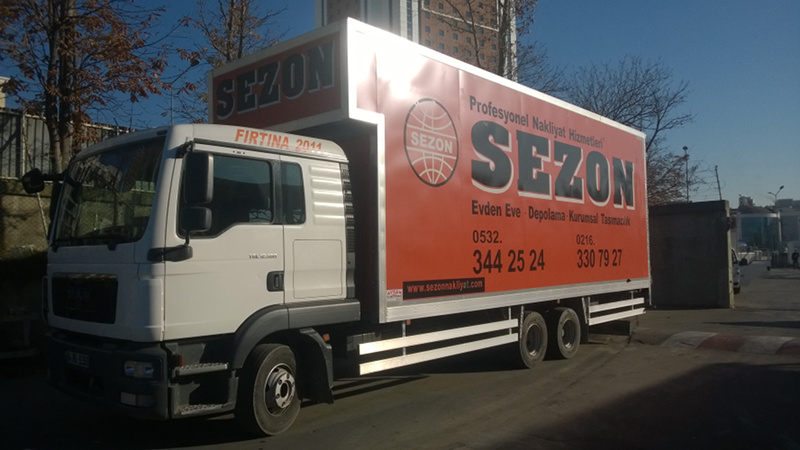 SEZON
FIRTINA 2011
Profesyonel Nakliyat Hizmetleri
SEZON
SEZON
Evden Eve - Depolama - Kurumsal Taşımacılık
0532. 0216.
344 25 24 330 79 27
www.sezonnakliyat.com